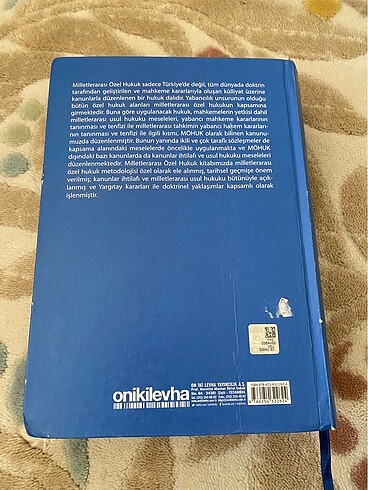 Milletlerarası Özel Hukuk sadece Türkiye'de değil, tüm dünyada doktrin
tarafından geliştirilen ve mahkeme kararlarıyla oluşan külliyat üzerine
kanunlarla düzenlenen bir hukuk dalıdır. Yabancılık unsurunun olduğu
bütün özel hukuk alanları milletlerarası özel hukukun kapsamına
girmektedir. Buna göre uygulanacak hukuk, mahkemelerin yetkisi dahil
milletlerarası usul hukuku meseleleri, yabancı mahkeme kararlarının
tanınması ve tenfizi ile milletlerarası tahkimin yabancı hakem kararları-
nın tanınması ve tenfizi ile ilgili kısmı, MÖHUK olarak bilinen kanunu-
muzda düzenlenmiştir. Bunun yanında ikili ve çok taraflı sözleşmeler de
kapsama alanındaki meselelerde öncelikle uygulanmakta ve MÖHUK
dışındaki bazı kanunlarda da kanunlar ihtilafı ve usul hukuku meseleleri
düzenlenmektedir. Milletlerarası Özel Hukuk kitabımızda milletlerarası
özel hukuk metodolojisi özel olarak ele alınmış, tarihsel geçmişe önem
verilmiş; kanunlar ihtilafı ve milletlerarası usul hukuku bütünüyle açık-
lanmış ve Yargıtay kararları ile doktrinel yaklaşımlar kapsamlı olarak
işlenmiştir.
onikilevha
ON İKİ LEVHA YAYINCILIK A.Ş.